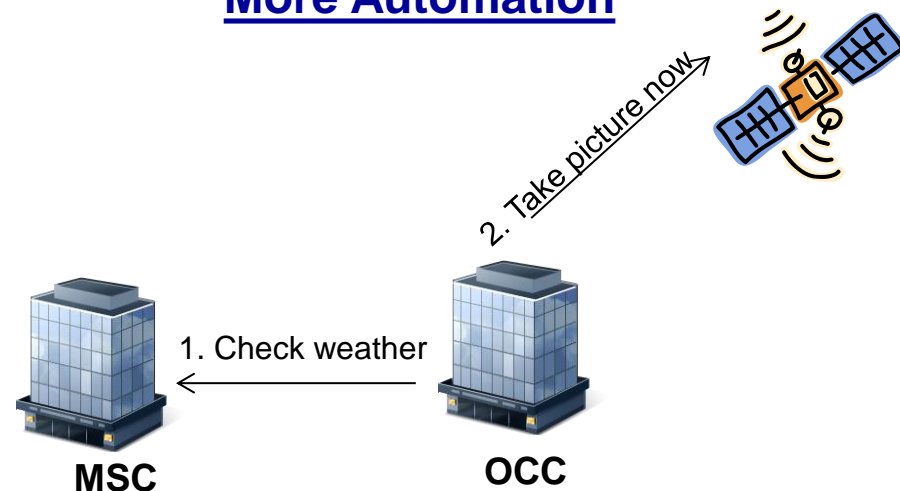 More Automation
2. Take picture now
1. Check weather
MSC
OCC